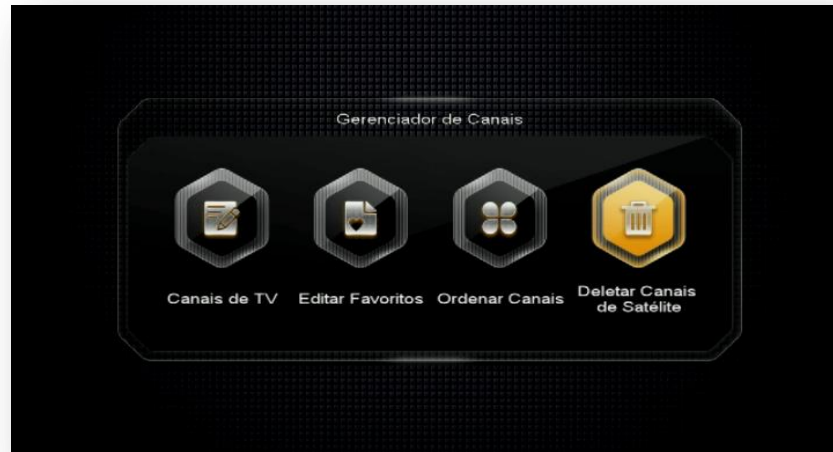 Gerenciador de Canais
Canais de TV
Editar Favoritos
Ordenar Canais
Deletar Canais
de Satélite